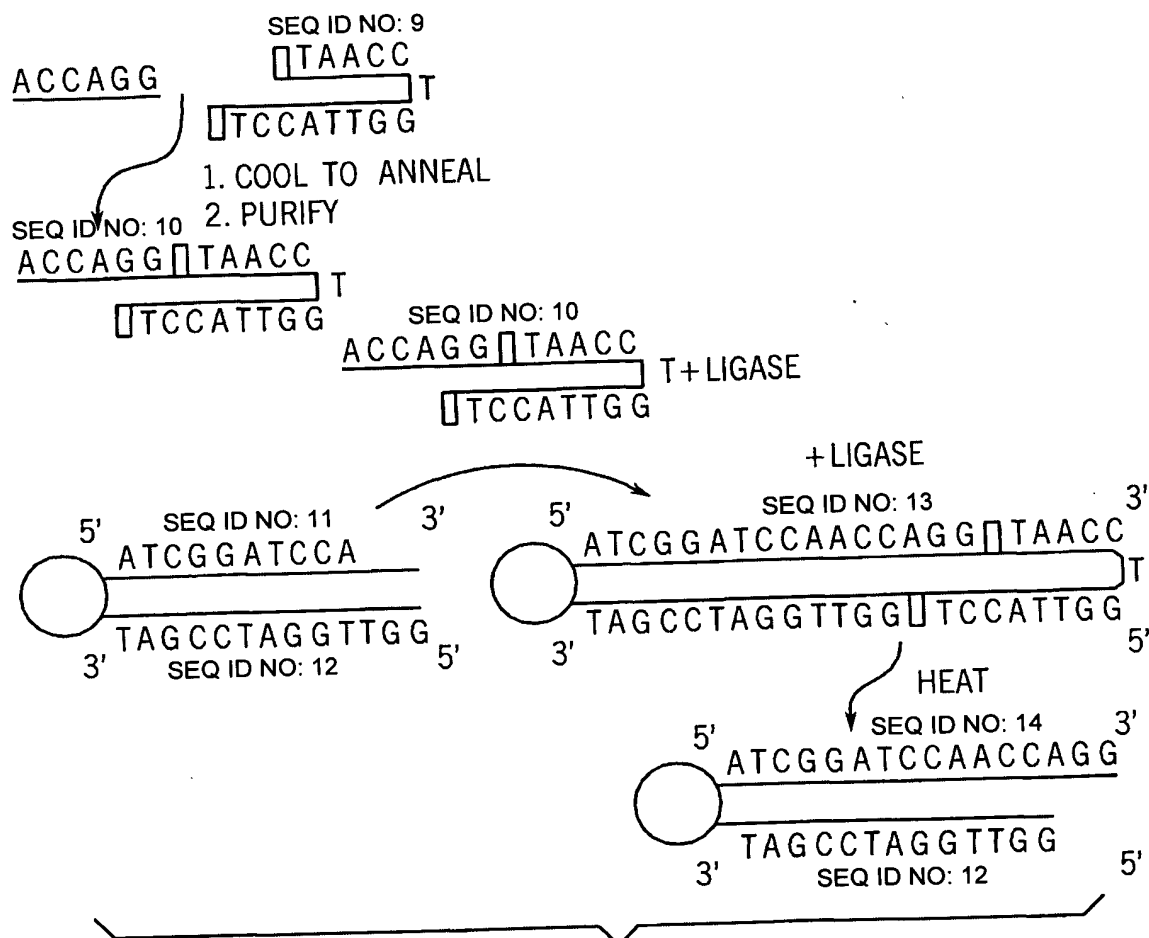 SEQ ID NO: 9
TAACC
ACCAGG
T
TCCATTGG
1. COOL TO ANNEAL
2. PURIFY
SEQ ID NO: 10
ACCAGG TAACC
T
TCCATTGG
SEQ ID NO: 10
ACCAGG TAACC
T+LIGASE
TCCATTGG
+LIGASE
5' SEQ ID NO: 11 3'
ATCGGATCCA
TAGCCTAGGTTGG
3' SEQ ID NO: 12 5'
5' SEQ ID NO: 13 3'
ATCGGATCCAACCAGG TAACC
T
TAGCCTAGGTTGG TCCATTGG
3' 5'
HEAT
5' SEQ ID NO: 14 3'
ATCGGATCCAACCAGG
TAGCCTAGGTTGG
3' SEQ ID NO: 12 5'